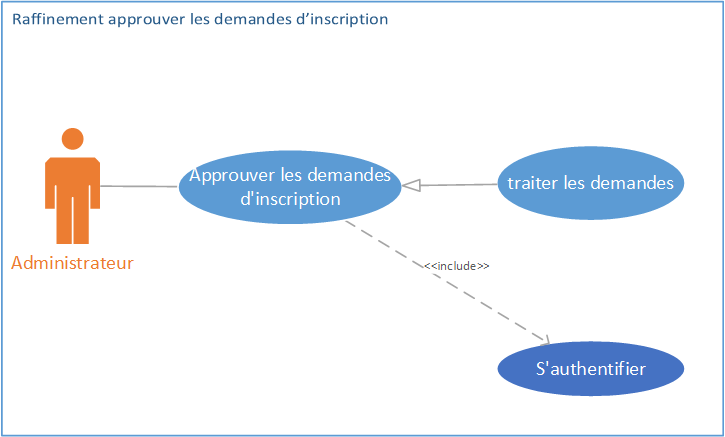 Raffinement approuver les demandes d’inscription
Approuver les demandes
d'inscription
traiter les demandes
Administrateur
<<include>>
S'authentifier